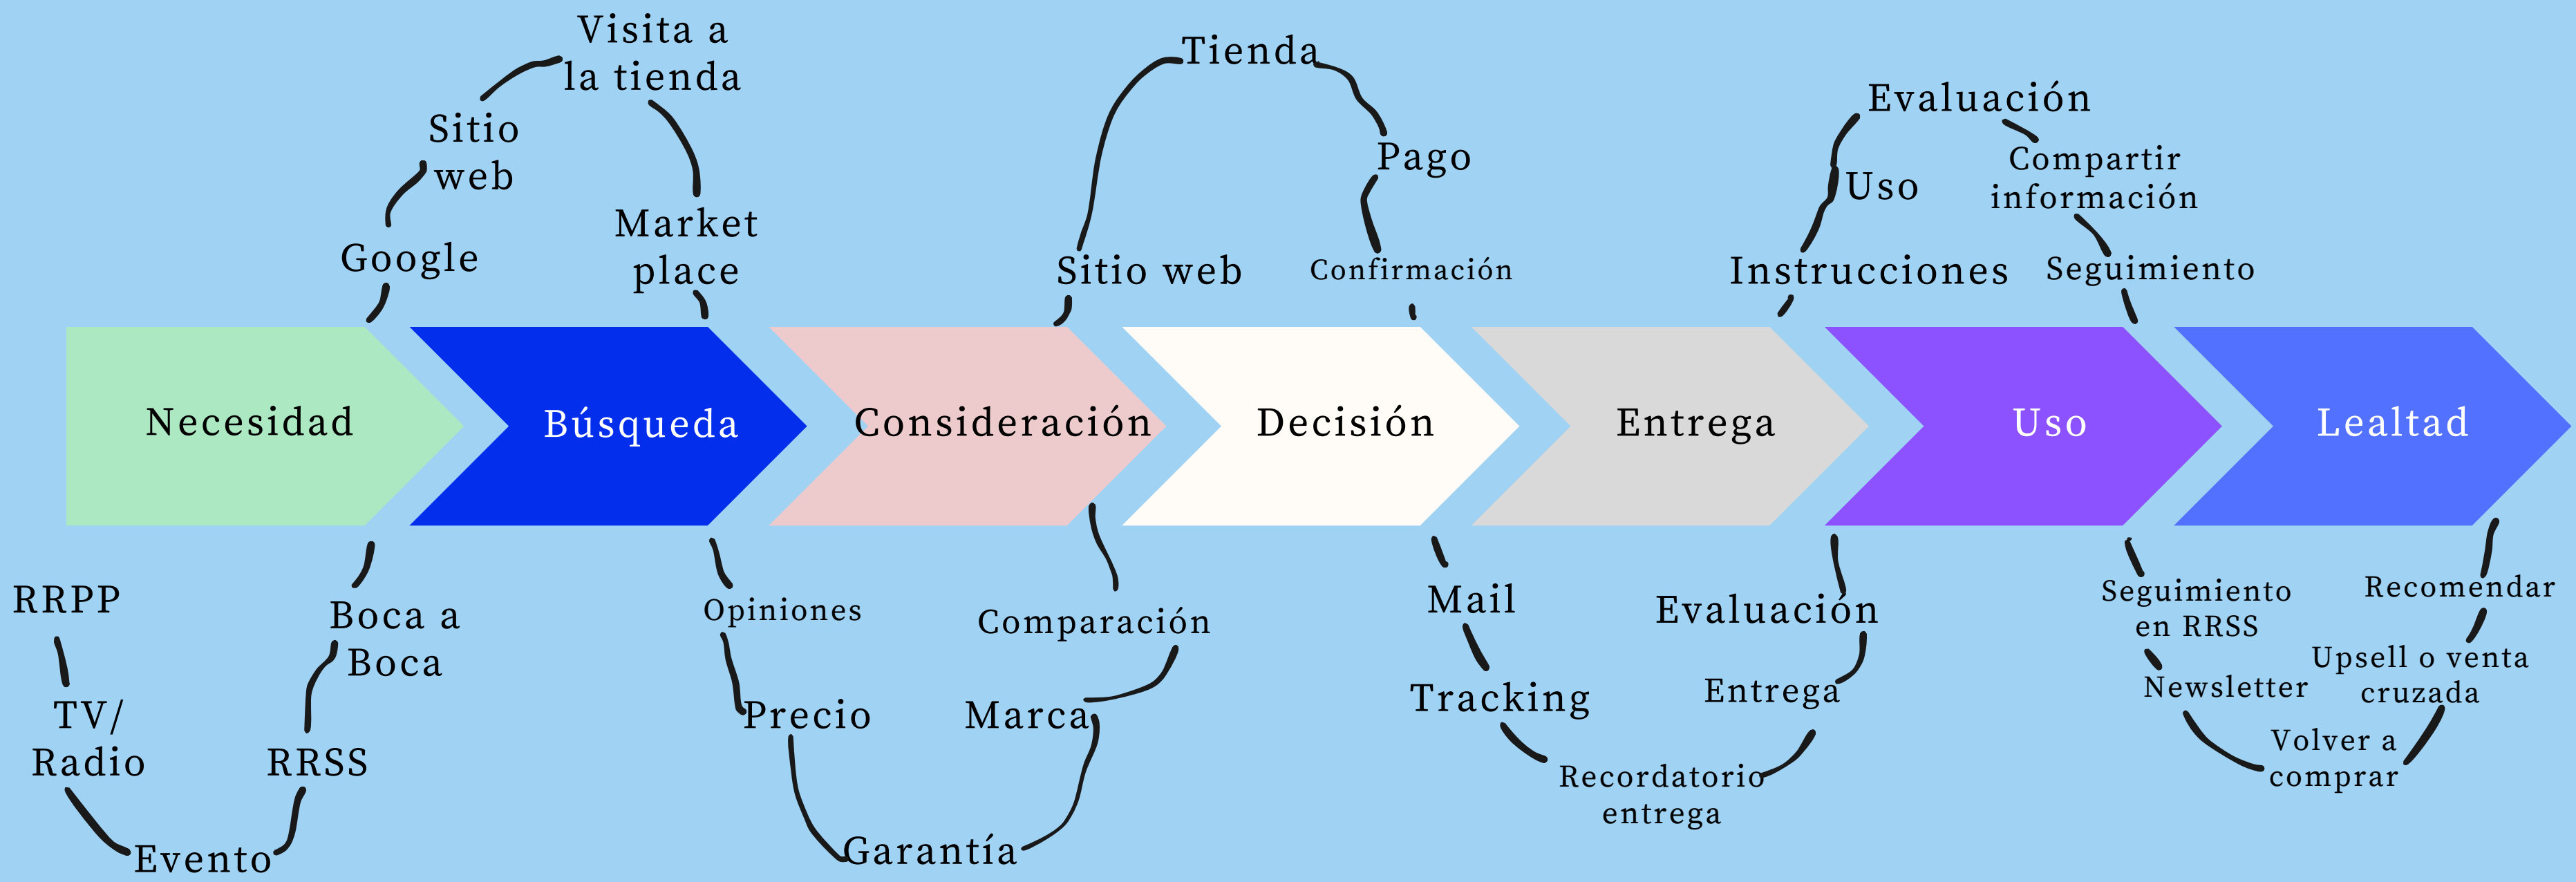 Visita a
la tienda
Sitio
web
Google
Market
place
Tienda
Pago
Sitio web
Confirmación
Evaluación
Compartir
información
Uso
Instrucciones
Seguimiento
Necesidad
Búsqueda
Consideración
Decisión
Entrega
Uso
Lealtad
RRPP
TV/
Radio
Evento
RRSS
Boca a
Boca
Opiniones
Precio
Garantía
Marca
Comparación
Mail
Tracking
Recordatorio
entrega
Entrega
Evaluación
Seguimiento
en RRSS
Newsletter
Volver a
comprar
Upsell o venta
cruzada
Recomendar